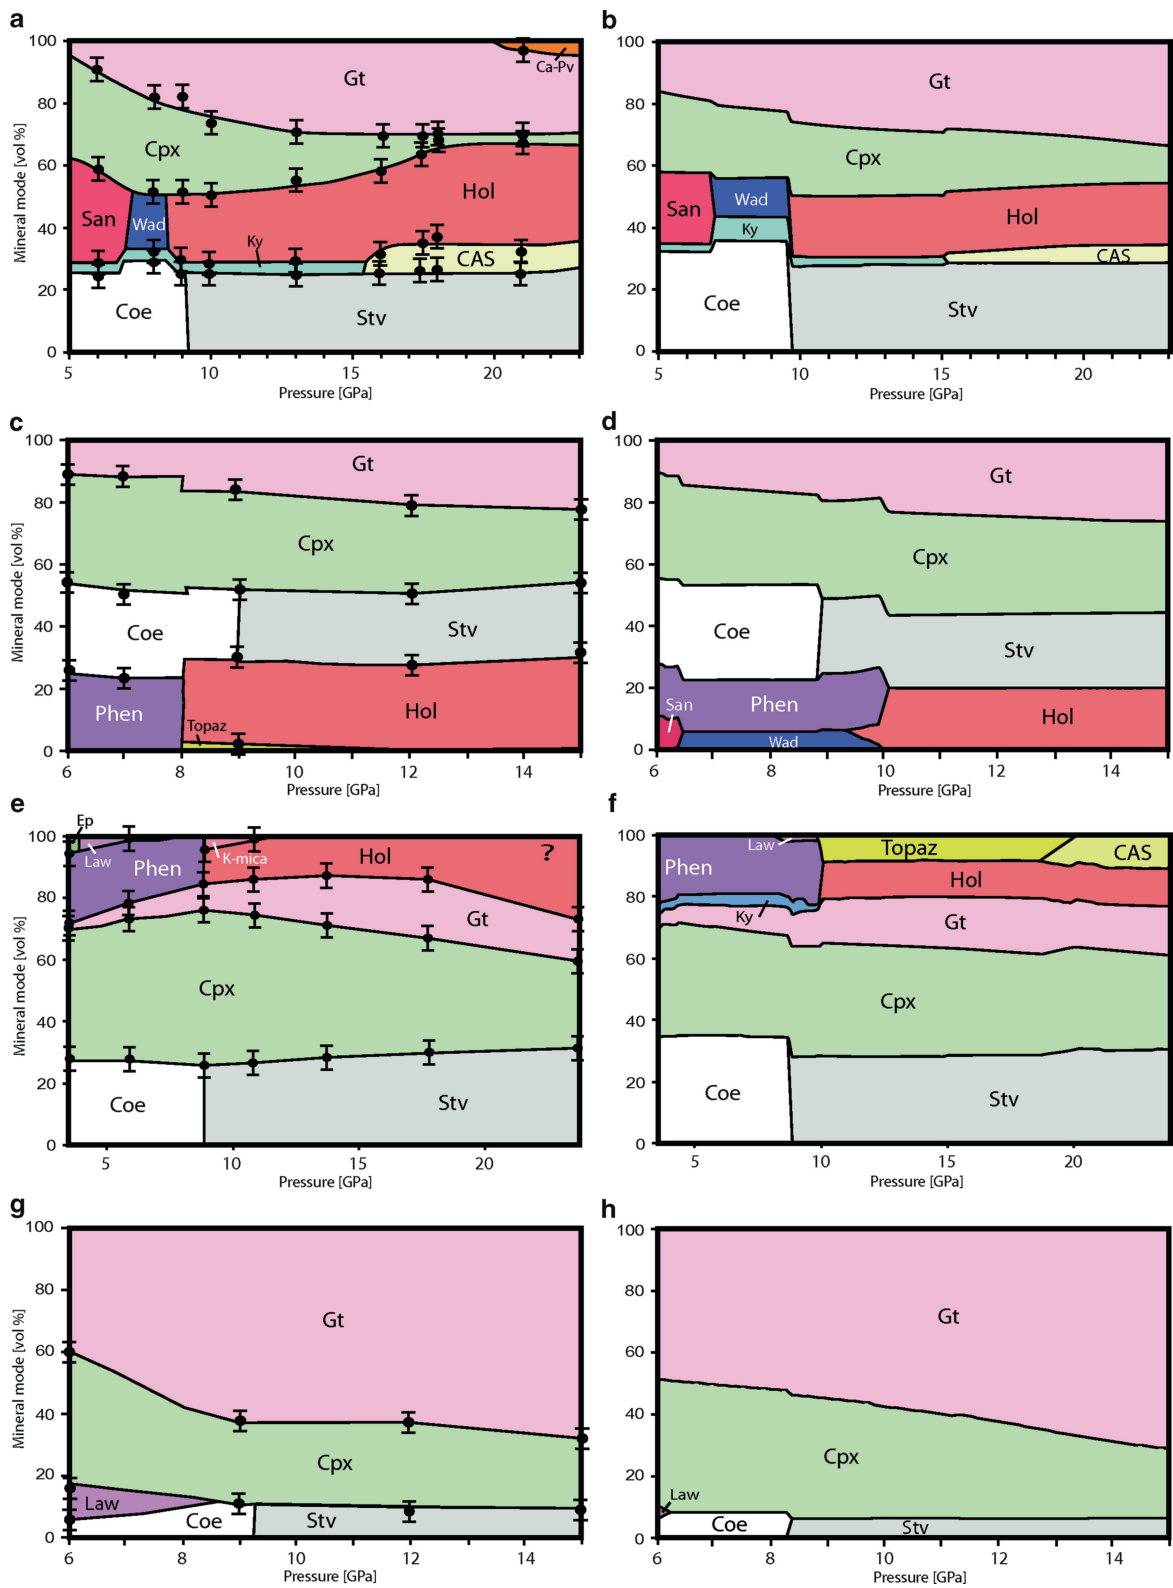 a
100
80
60
40
20
0
Mineral mode [vol %]
Gt
Ca-Pv
Cpx
San
Wad
Hol
Ky
CAS
Coe
Stv
5
10
15
20
Pressure [GPa]
b
100
80
60
40
20
0
Gt
Cpx
San
Wad
Ky
Hol
CAS
Coe
Stv
5
10
15
20
Pressure [GPa]
c
100
80
60
40
20
0
Mineral mode [vol %]
Gt
Cpx
Coe
Stv
Phen
Hol
Topaz
6
8
10
12
14
Pressure [GPa]
d
100
80
60
40
20
0
Gt
Cpx
Coe
Stv
San
Phen
Hol
Wad
6
8
10
12
14
Pressure [GPa]
e
Ep
100
80
60
40
20
0
Mineral mode [vol %]
Law
Phen
K-mica
Hol
?
Gt
Cpx
Coe
Stv
5
10
15
20
Pressure [GPa]
f
100
80
60
40
20
0
Law
Topaz
CAS
Phen
Hol
Ky
Gt
Cpx
Coe
Stv
5
10
15
20
Pressure [GPa]
g
100
80
60
40
20
0
Mineral mode [vol %]
Gt
Cpx
Law
Coe
Stv
6
8
10
12
14
Pressure [GPa]
h
100
80
60
40
20
0
Gt
Cpx
Law
Coe
Stv
6
8
10
12
14
Pressure [GPa]